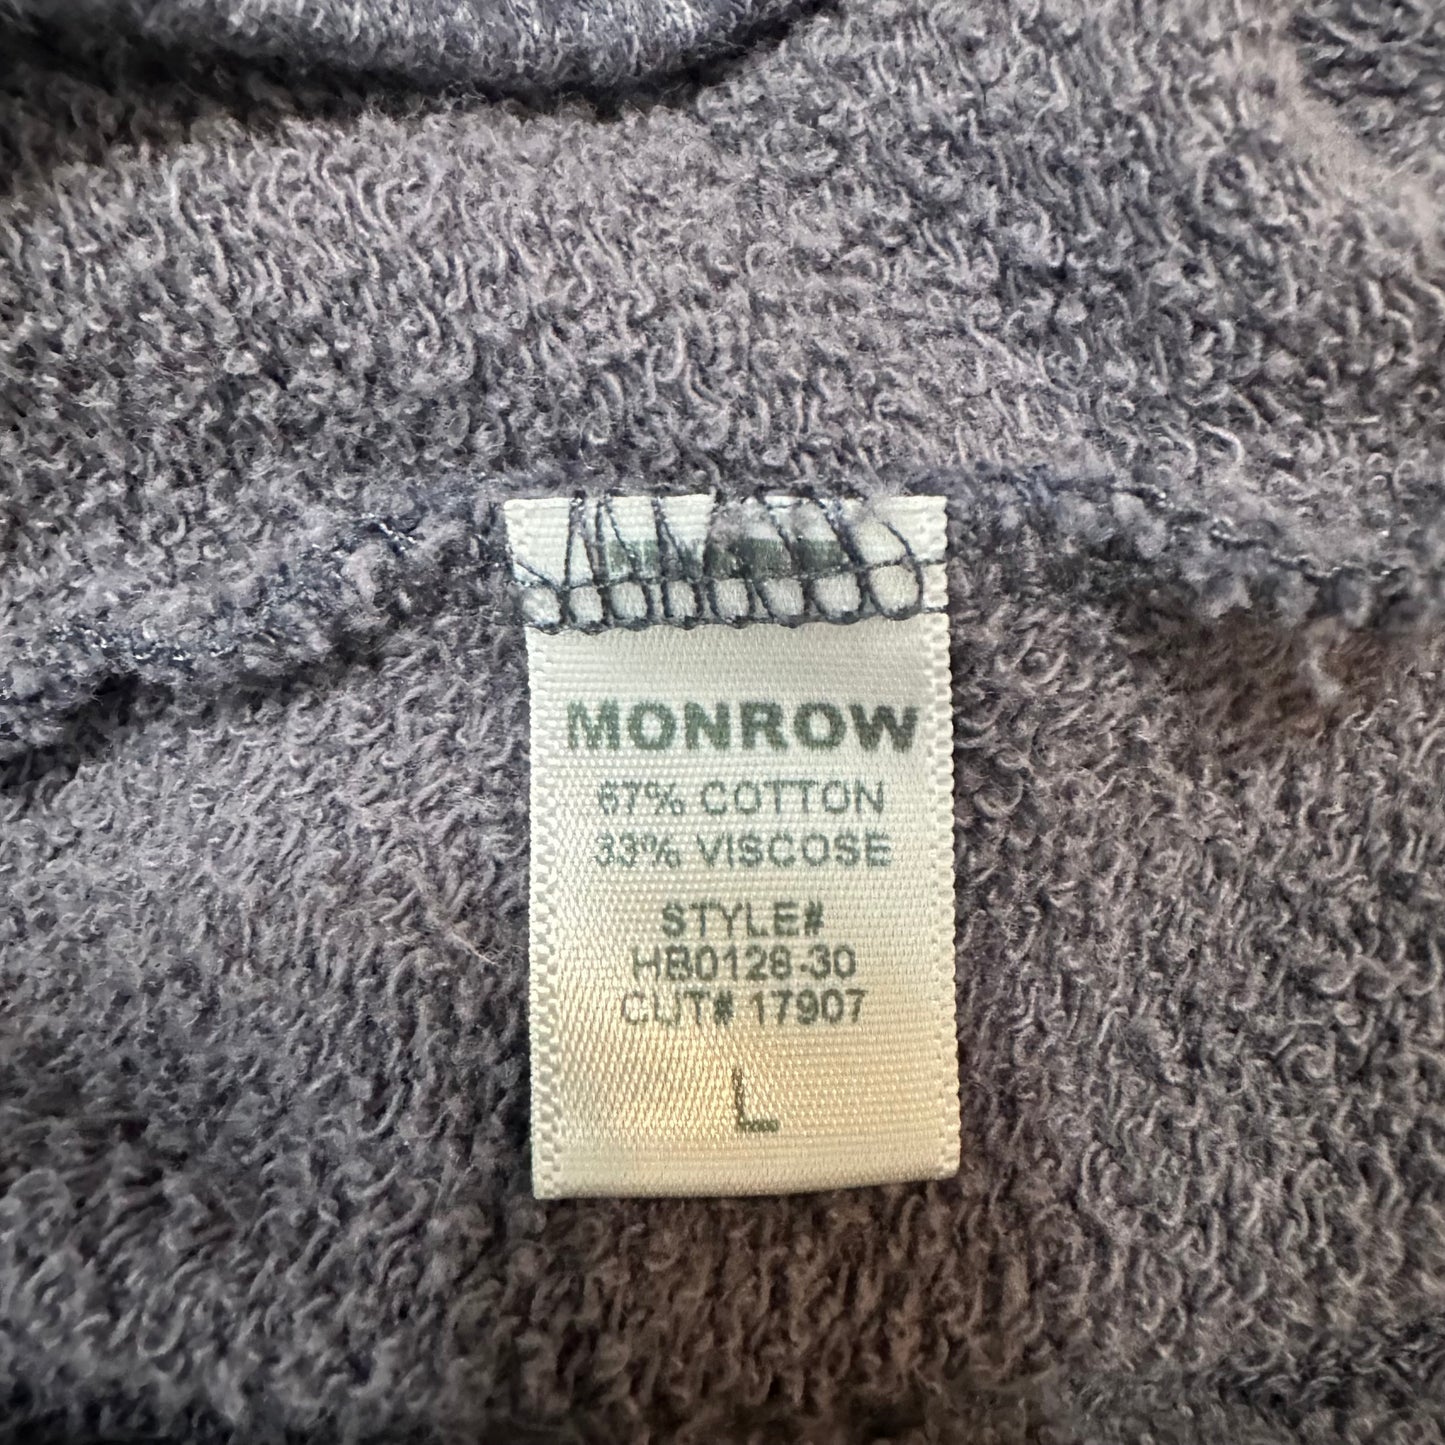 MONROW
67% COTTON
33% VISCOSE
STYLE#
HB0128-30
CUT# 17907
L